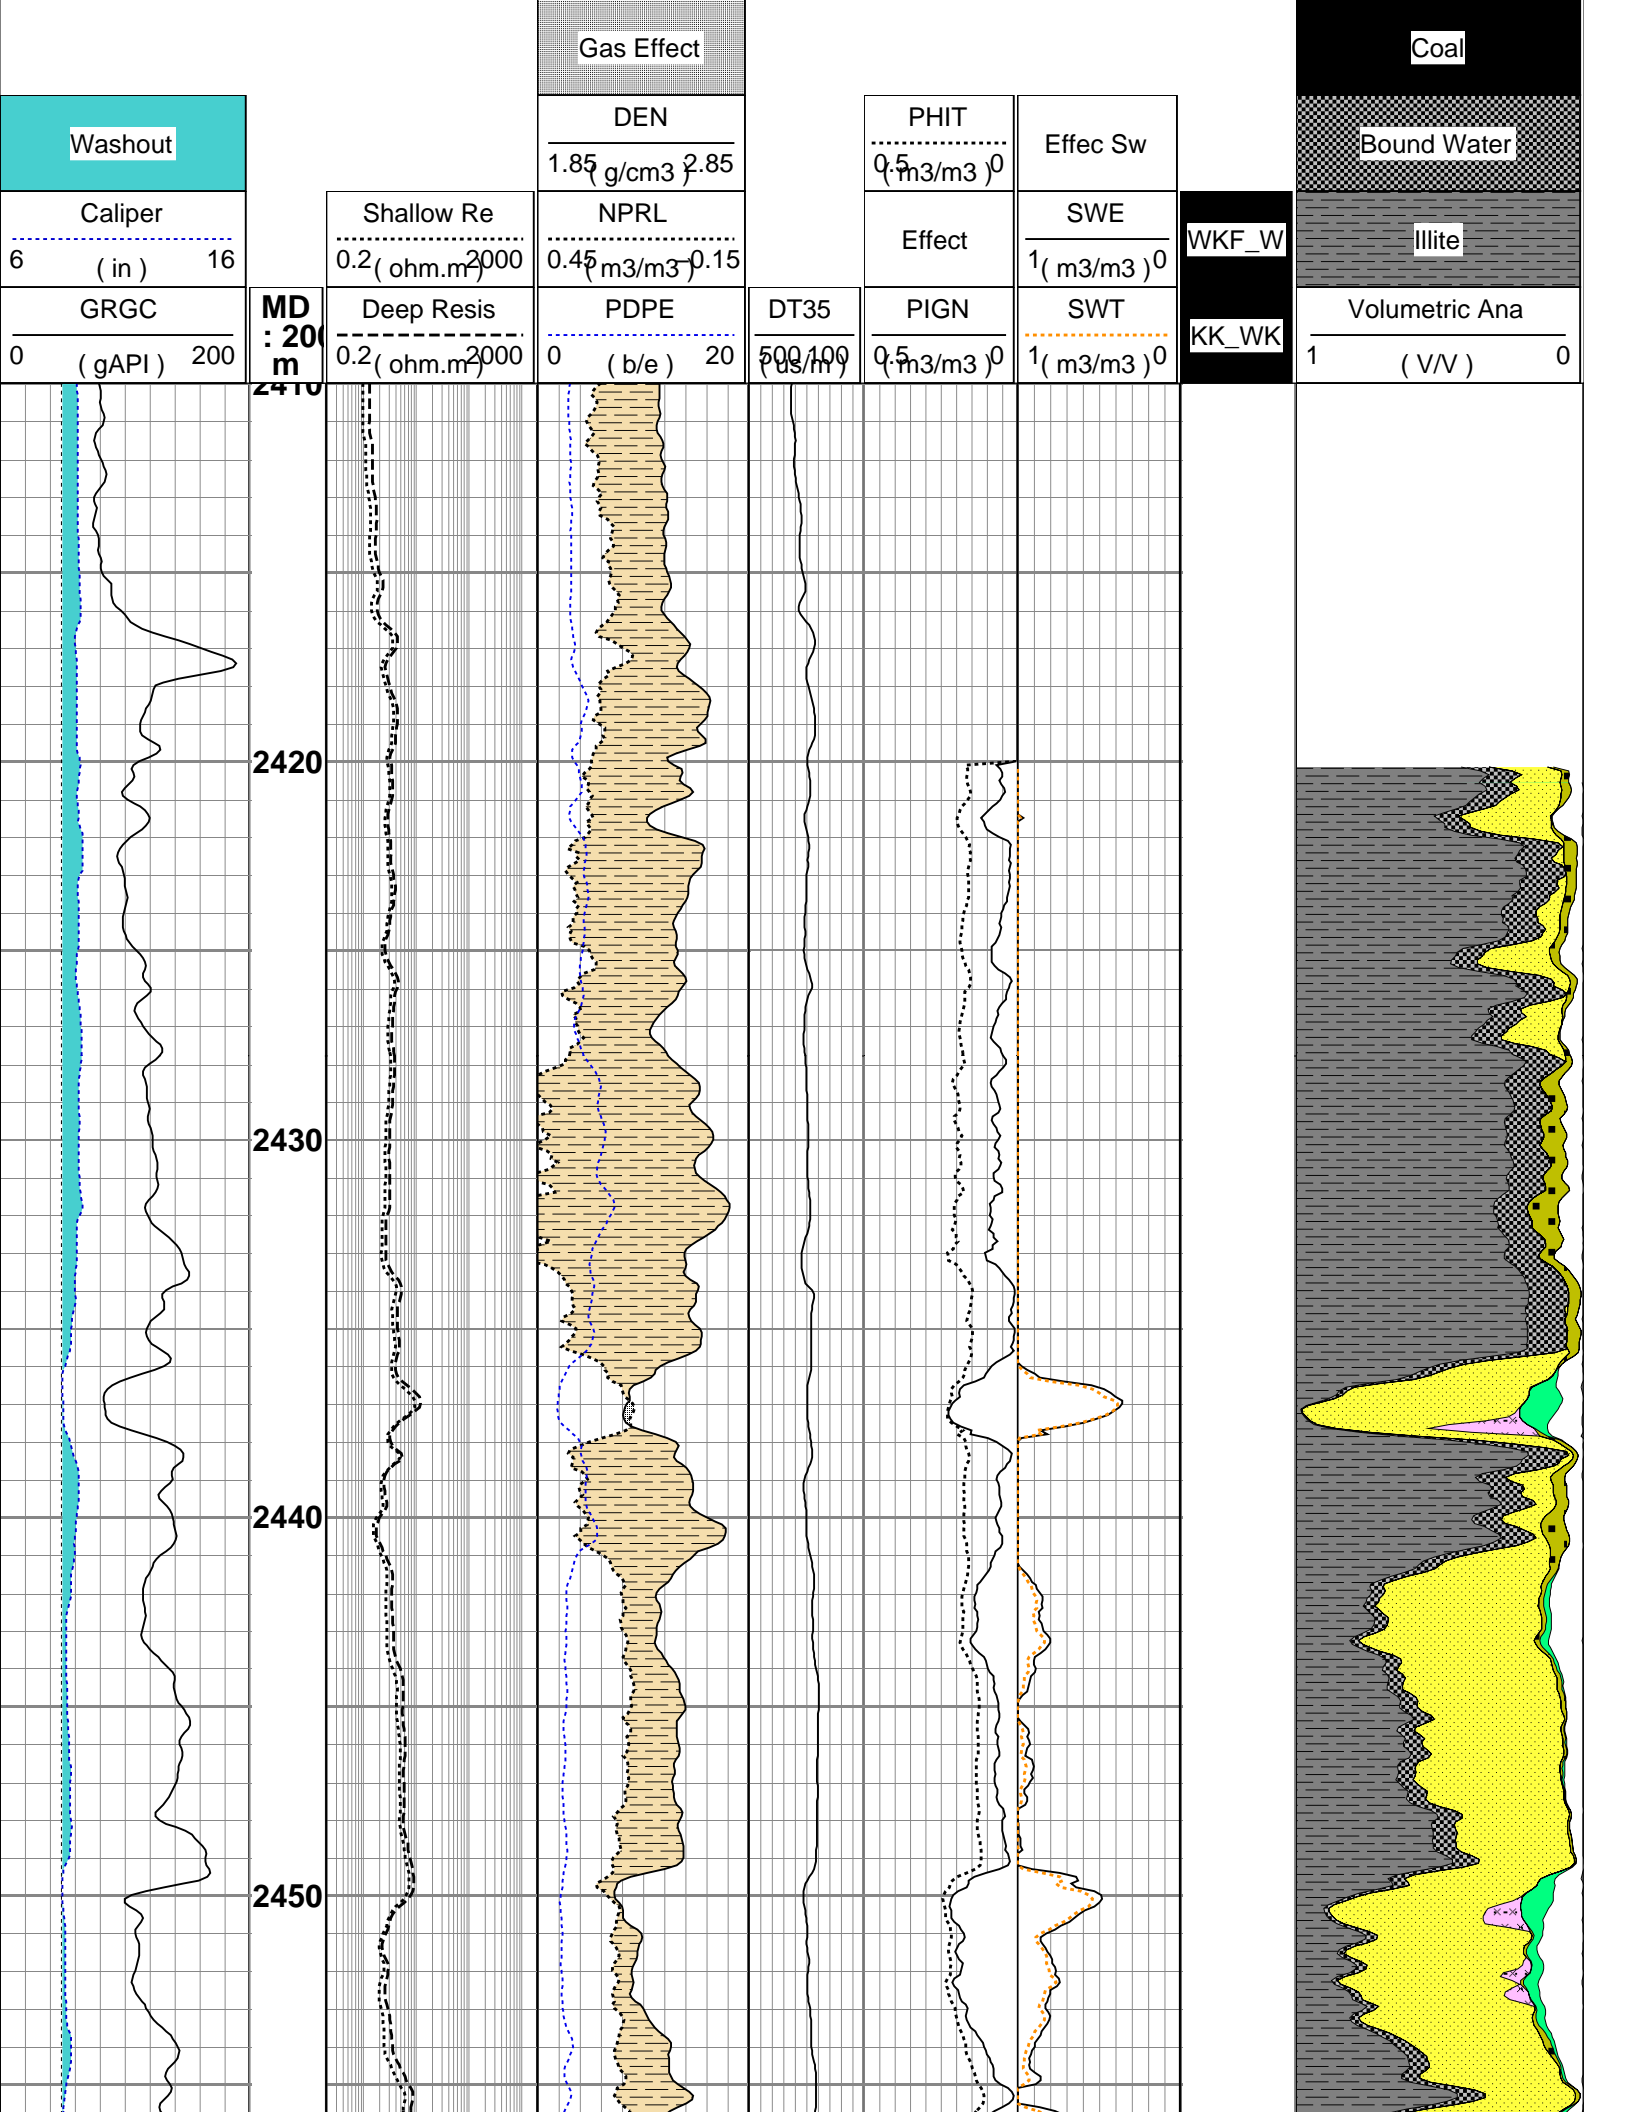 Gas Effect
Coal
Washout
DEN
1.85 ( g/cm3 ) 2.85
PHIT
0.5 ( m3/m3 ) 0
Effec Sw
Bound Water
Caliper
6 ( in ) 16
Shallow Re
0.2 ( ohm.m ) 2000
NPRL
0.45 ( m3/m3 ) -0.15
Effect
SWE
1 ( m3/m3 ) 0
WKF_W
Illite
GRGC
0 ( gAPI ) 200
MD
: 200
m
Deep Resis
0.2 ( ohm.m ) 2000
PDPE
0 ( b/e ) 20
DT35
500 ( us/m ) 100
PIGN
0.5 ( m3/m3 ) 0
SWT
1 ( m3/m3 ) 0
KK_WK
Volumetric Ana
1 ( V/V ) 0
2410
2420
2430
2440
2450